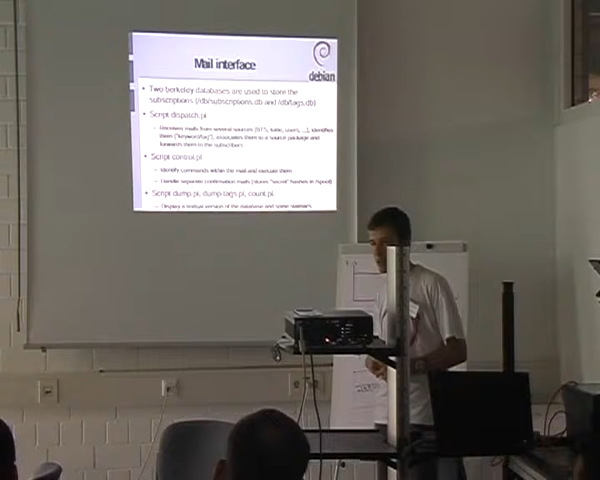 Mail interface
debian
Two berkeley databases are used to store the
subscriptions (/db/subscriptions.db and /db/tags.db)
Script dispatch.pl
Receives mails from several sources (BTS, katie, users, ...), identifies
them ("keyword/tag"), associates them to a source package and
forwards them to the subscribers
Script control.pl
Identify commands within the mail and execute them
Handle separate confirmation mails (stores "secret" hashes in /spool)
Script dump.pl, dump-tags.pl, count.pl
Display a textual version of the database and some statistics